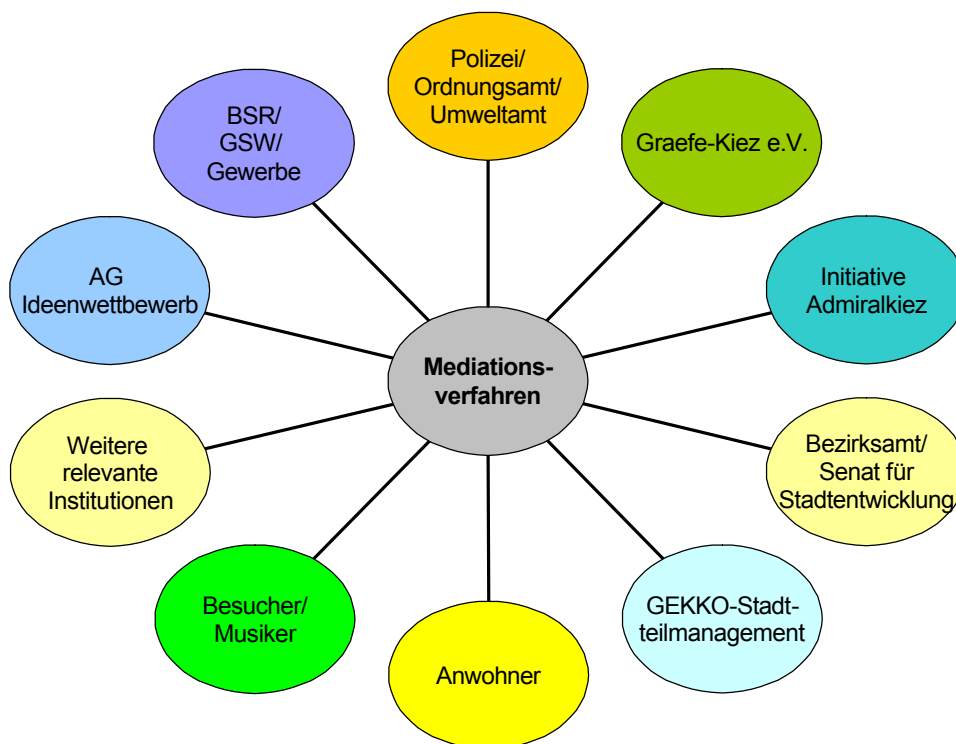 Polizei/
Ordnungsamt/
Umweltamt
BSR/
GSW/
Gewerbe
Graefe-Kiez e.V.
AG
Ideenwettbewerb
Initiative
Admiralkiez
Mediations-
verfahren
Weitere
relevante
Institutionen
Bezirksamt/
Senat für
Stadtentwicklung
Besucher/
Musiker
GEKKO-Stadt-
teilmanagement
Anwohner